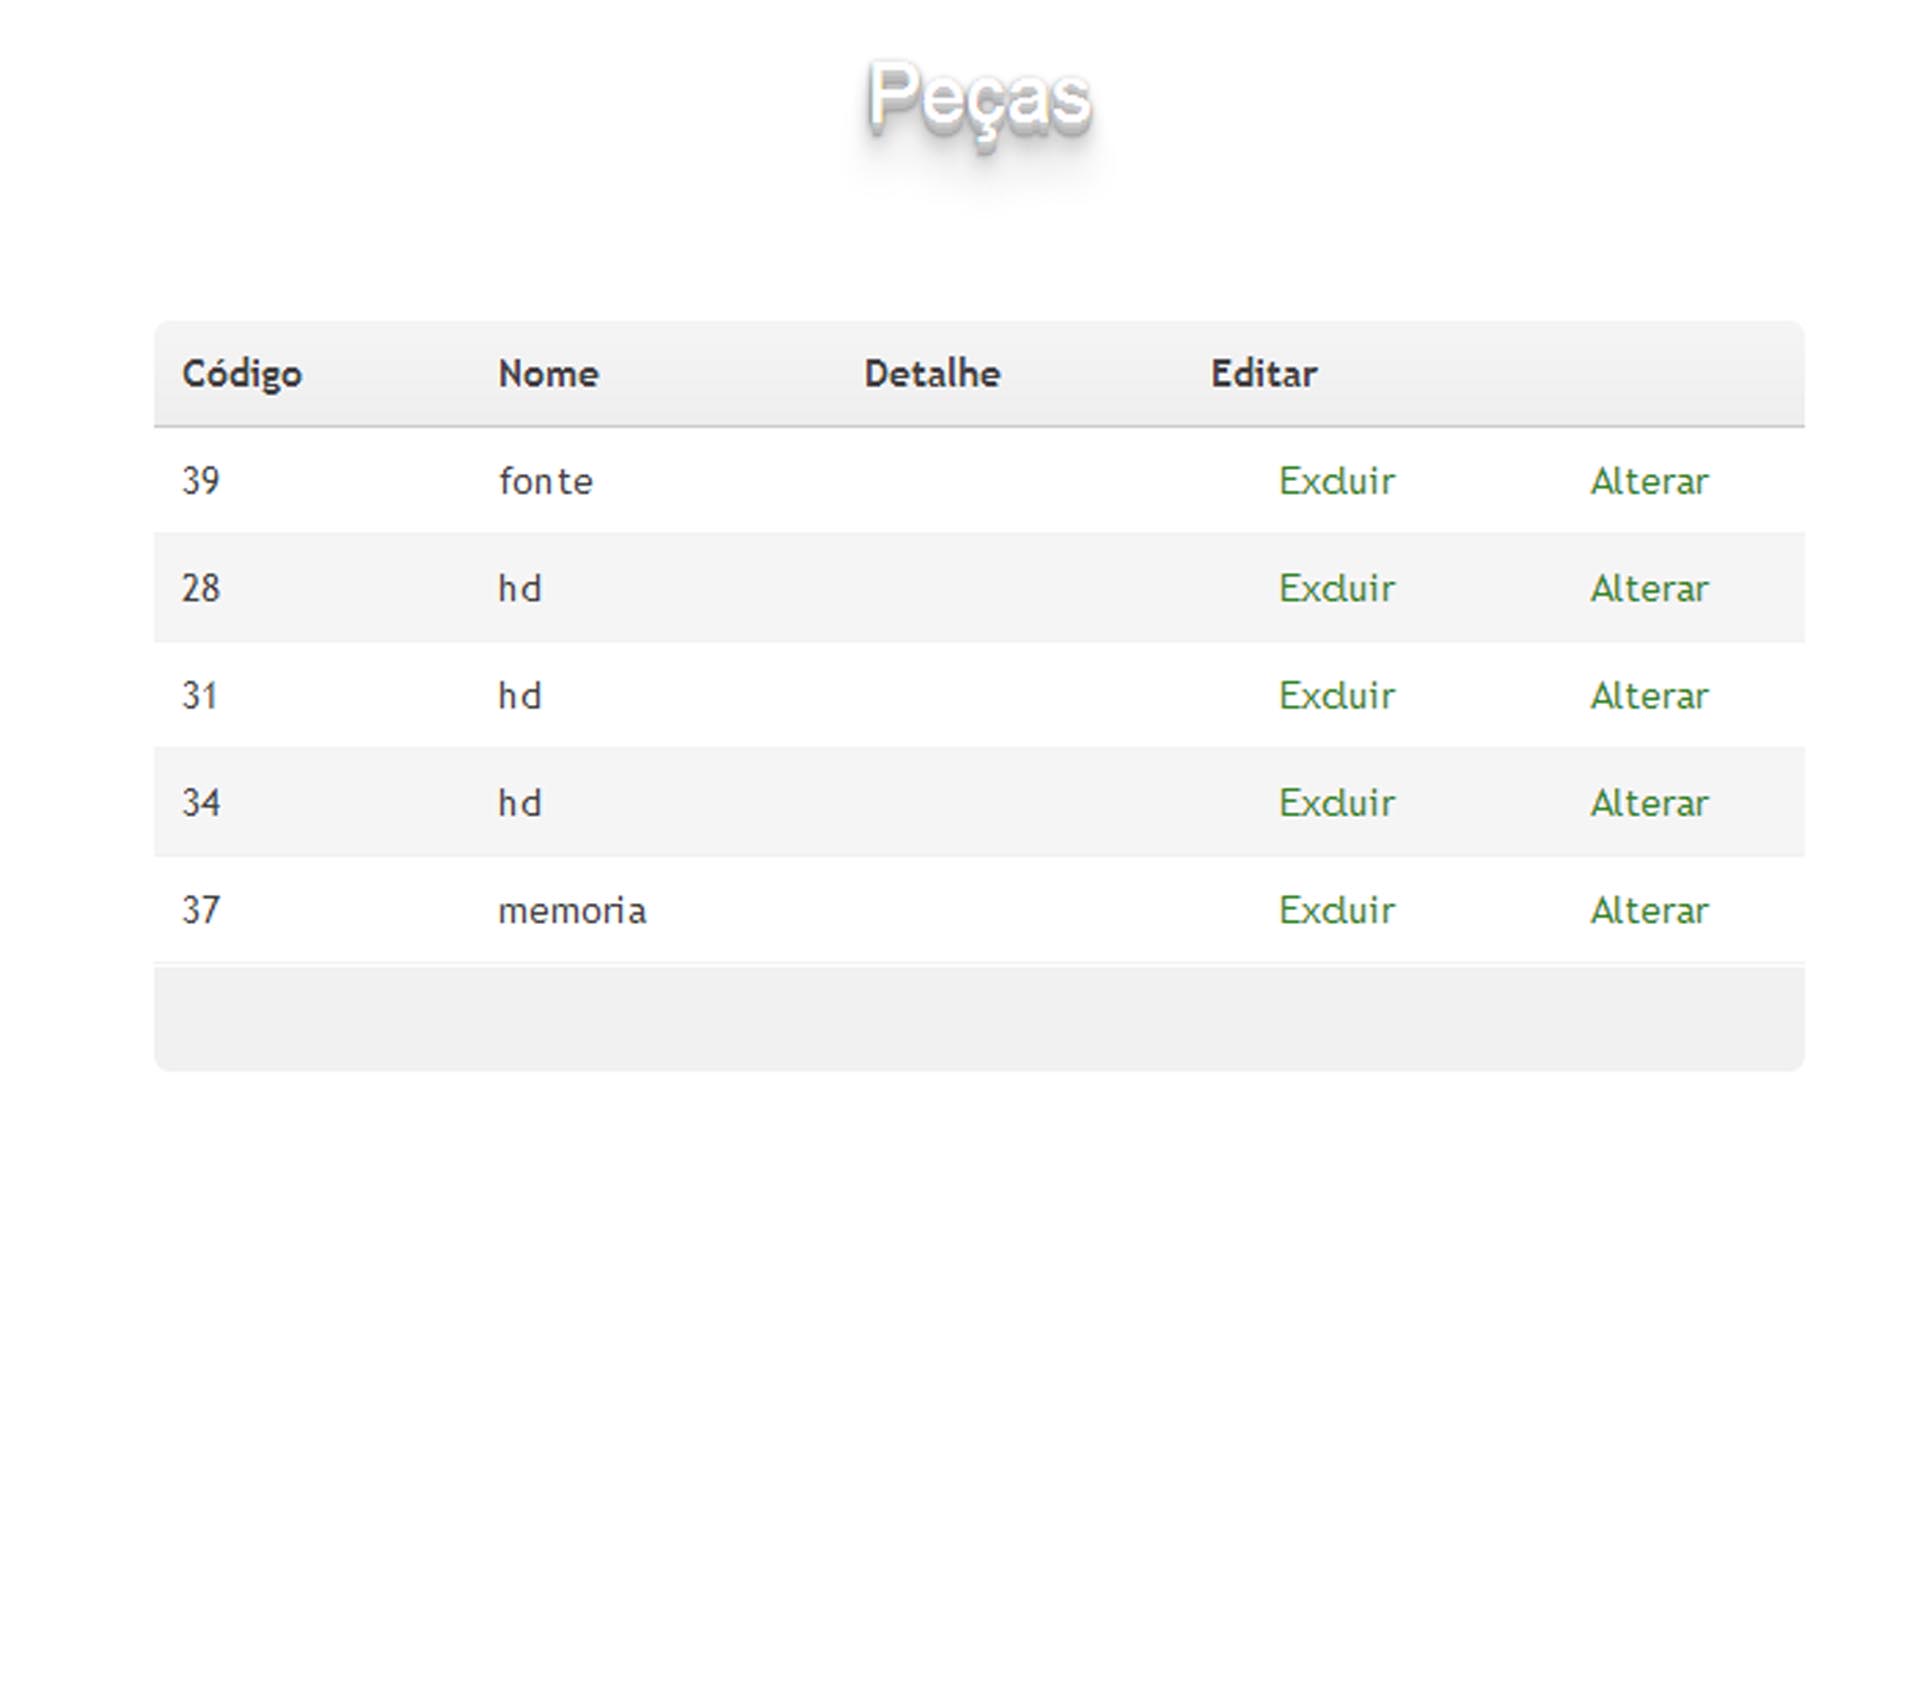 Peças
Código Nome Detalhe Editar
39 fonte Excluir Alterar
28 hd Excluir Alterar
31 hd Excluir Alterar
34 hd Excluir Alterar
37 memoria Excluir Alterar